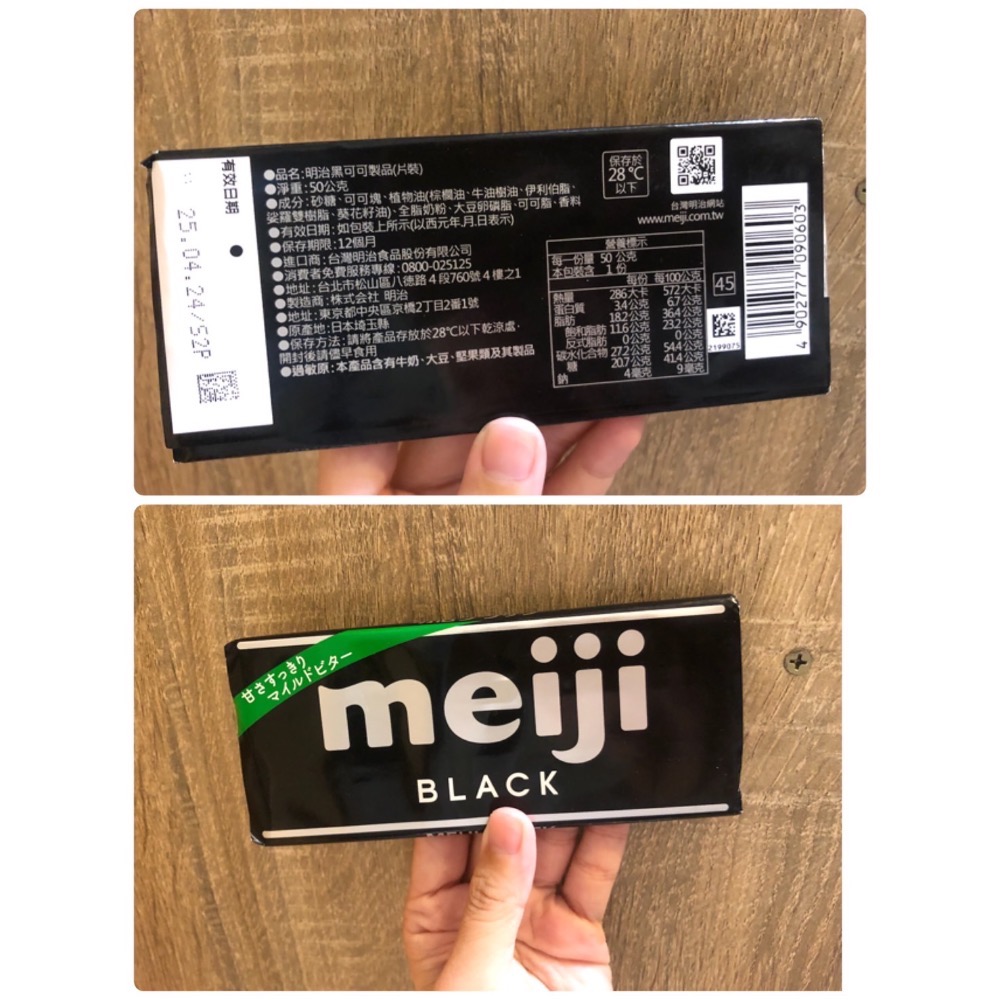 有效日期
25.04.24/S2P
●品名:明治黑可可製品(片裝)
●淨重:50公克
●成分:砂糖、可可塊、植物油(棕櫚油、牛油樹油、伊利伯脂、
娑羅雙樹脂、葵花籽油)、全脂奶粉、大豆卵磷脂、可可脂、香料
●有效日期:如包裝上所示(以西元年.月.日表示)
●保存期限:12個月
●進口商:台灣明治食品股份有限公司
●消費者免費服務專線:0800-025125
●地址:台北市松山區八德路4段760號4樓之1
●製造商:株式会社 明治
●地址:東京都中央區京橋2丁目2番1號
●原產地:日本埼玉縣
●保存方法:請將產品存放於28℃以下乾涼處,
開封後請儘早食用
●過敏原:本產品含有牛奶、大豆、堅果類及其製品
保存於
28℃
以下
台灣明治網站
www.meiji.com.tw
營養標示
每一份量 50 公克
本包裝含 1 份
每份 每100公克
熱量 286大卡 572大卡
蛋白質 3.4公克 6.7公克
脂肪 18.2公克 36.4公克
飽和脂肪 11.6公克 23.2公克
反式脂肪 0公克 0公克
碳水化合物 27.2公克 54.4公克
糖 20.7公克 41.4公克
鈉 4毫克 9毫克
45
2199075
4 902777 090603
甘さすっきり
マイルドビター
meiji
BLACK